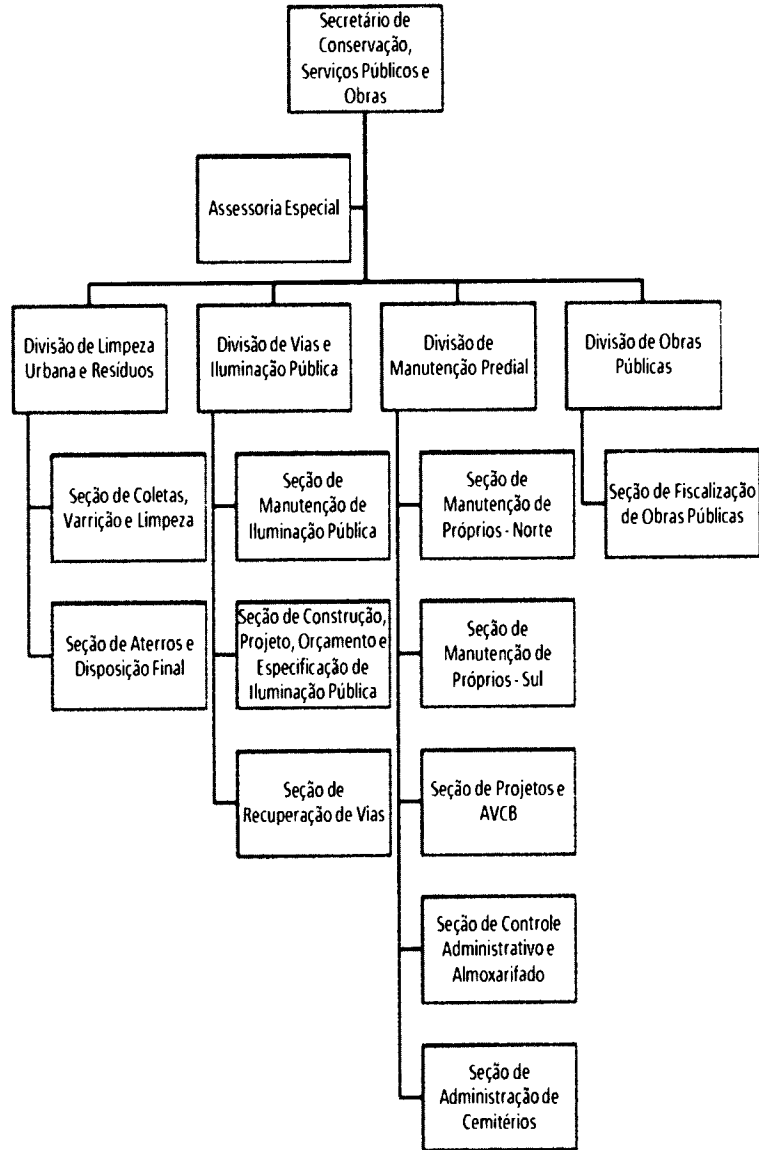 Secretário de
Conservação,
Serviços Públicos e
Obras
Assessoria Especial
Divisão de Limpeza
Urbana e Resíduos
Divisão de Vias e
Iluminação Pública
Divisão de
Manutenção Predial
Divisão de Obras
Públicas
Seção de Coletas,
Varrição e Limpeza
Seção de
Manutenção de
Iluminação Pública
Seção de
Manutenção de
Próprios - Norte
Seção de Fiscalização
de Obras Públicas
Seção de Aterros e
Disposição Final
Seção de Construção,
Projeto, Orçamento e
Especificação de
Iluminação Pública
Seção de
Manutenção de
Próprios - Sul
Seção de
Recuperação de Vias
Seção de Projetos e
AVCB
Seção de Controle
Administrativo e
Almoxarifado
Seção de
Administração de
Cemitérios